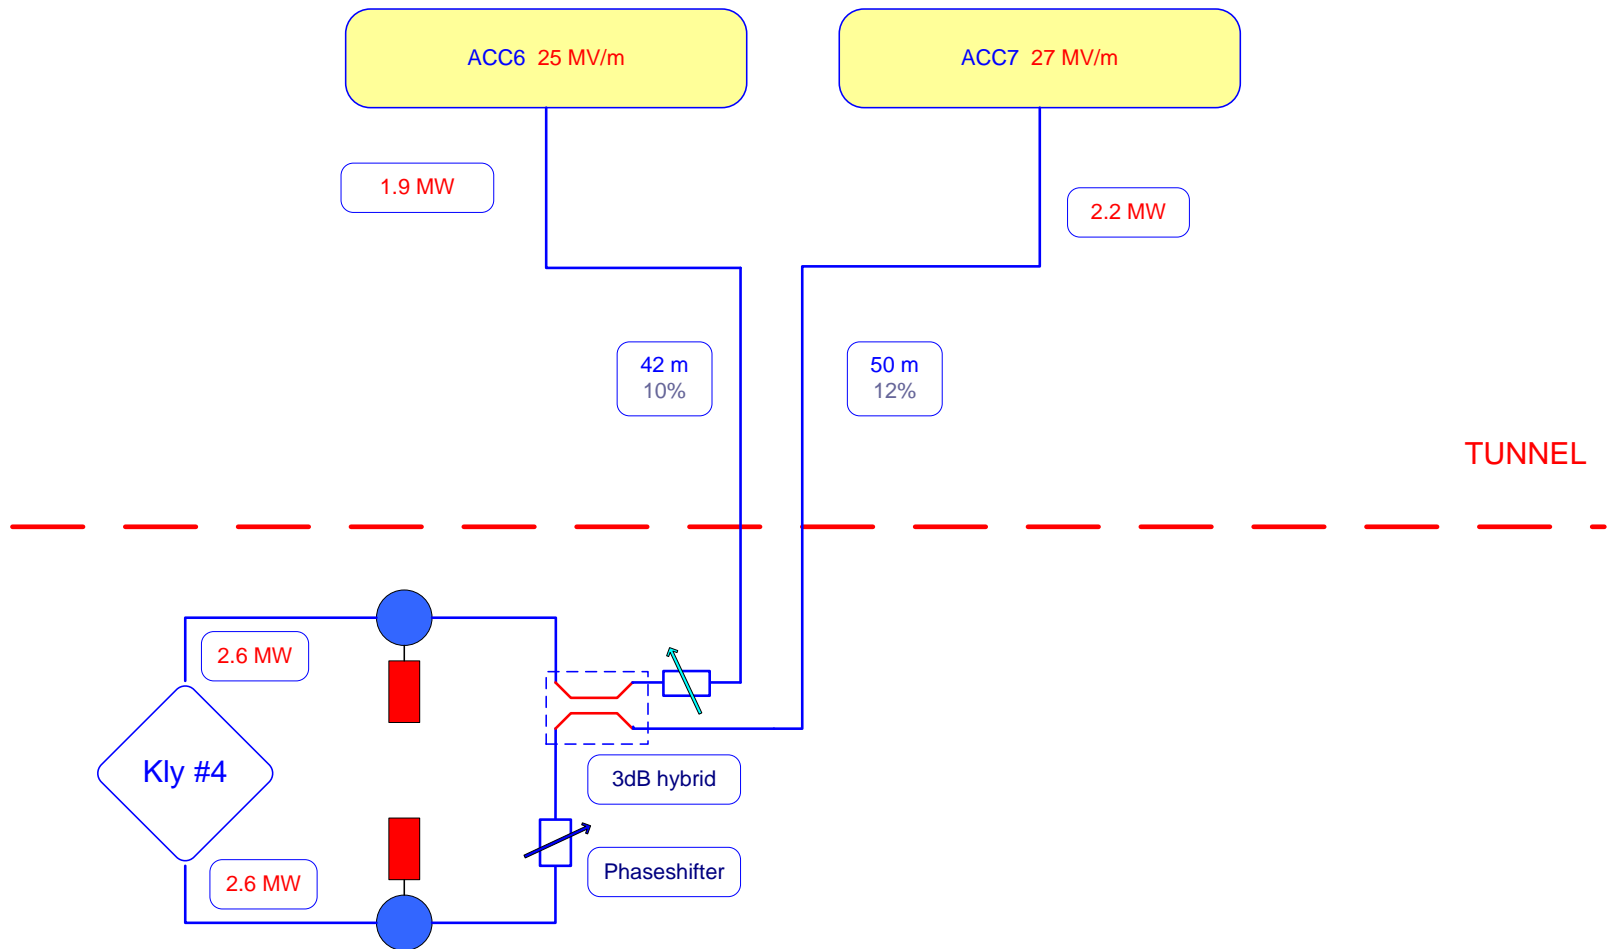 ACC6 25 MV/m
ACC7 27 MV/m
1.9 MW
2.2 MW
42 m
10%
50 m
12%
TUNNEL
2.6 MW
Kly #4
3dB hybrid
Phaseshifter
2.6 MW